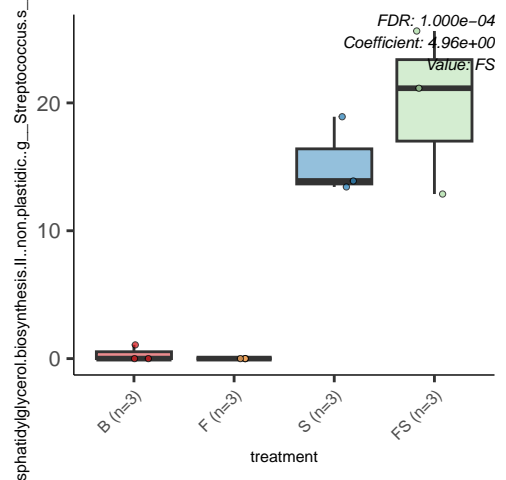 FDR: 1.000e−04
Coefficient: 4.96e+00
Value: FS
sphatidylglycerol.biosynthesis.II..non.plastidic..g__Streptococcus.s_
20
10
0
B (n=3)
F (n=3)
S (n=3)
FS (n=3)
treatment